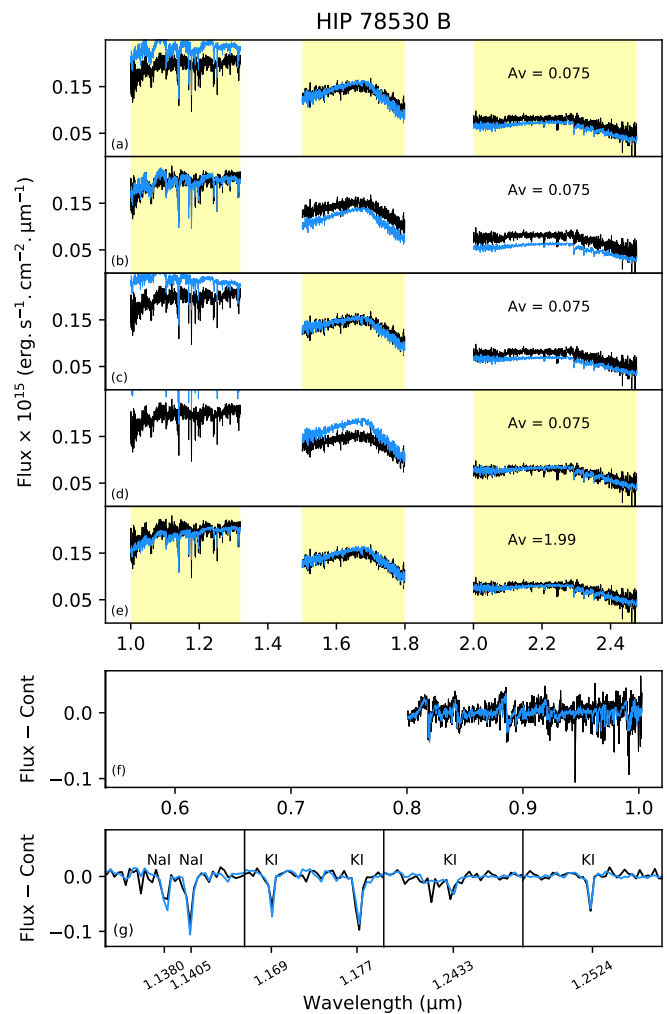 HIP 78530 B
Flux × 10¹⁵ (erg. s⁻¹. cm⁻². μm⁻¹)
0.15
0.05
Av = 0.075
(a)
0.15
0.05
Av = 0.075
(b)
0.15
0.05
Av = 0.075
(c)
0.15
0.05
Av = 0.075
(d)
0.15
0.05
Av =1.99
(e)
1.0 1.2 1.4 1.6 1.8 2.0 2.2 2.4
Flux − Cont
0.0
−0.1
(f)
0.6 0.7 0.8 0.9 1.0
Flux − Cont
0.0
−0.1
NaI NaI KI KI KI KI
(g)
1.1380 1.1405 1.169 1.177 1.2433 1.2524
Wavelength (μm)